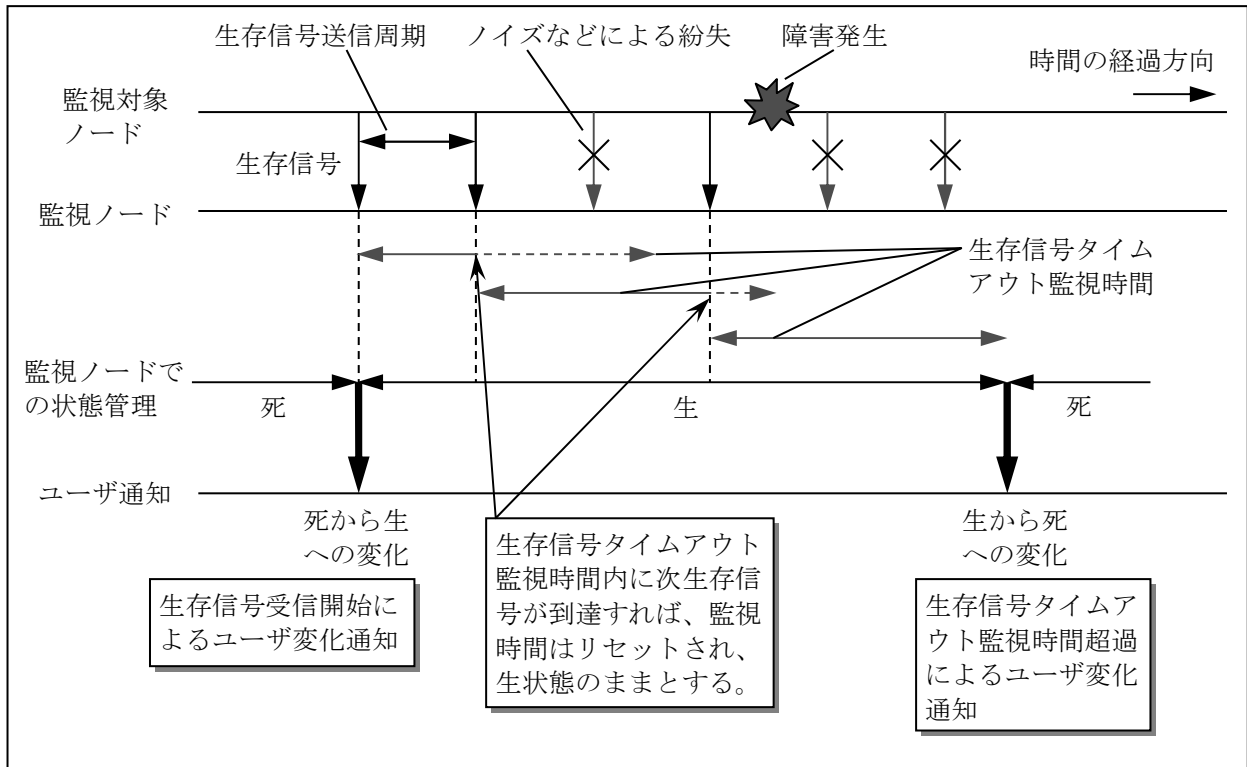 生存信号送信周期
ノイズなどによる紛失
障害発生
時間の経過方向
監視対象
ノード
生存信号
監視ノード
生存信号タイム
アウト監視時間
監視ノードで
の状態管理
死
生
死
ユーザ通知
死から生
への変化
生から死
への変化
生存信号受信開始に
よるユーザ変化通知
生存信号タイムアウト
監視時間内に次生存信
号が到達すれば、監視
時間はリセットされ、
生状態のままとする。
生存信号タイムア
ウト監視時間超過
によるユーザ変化
通知